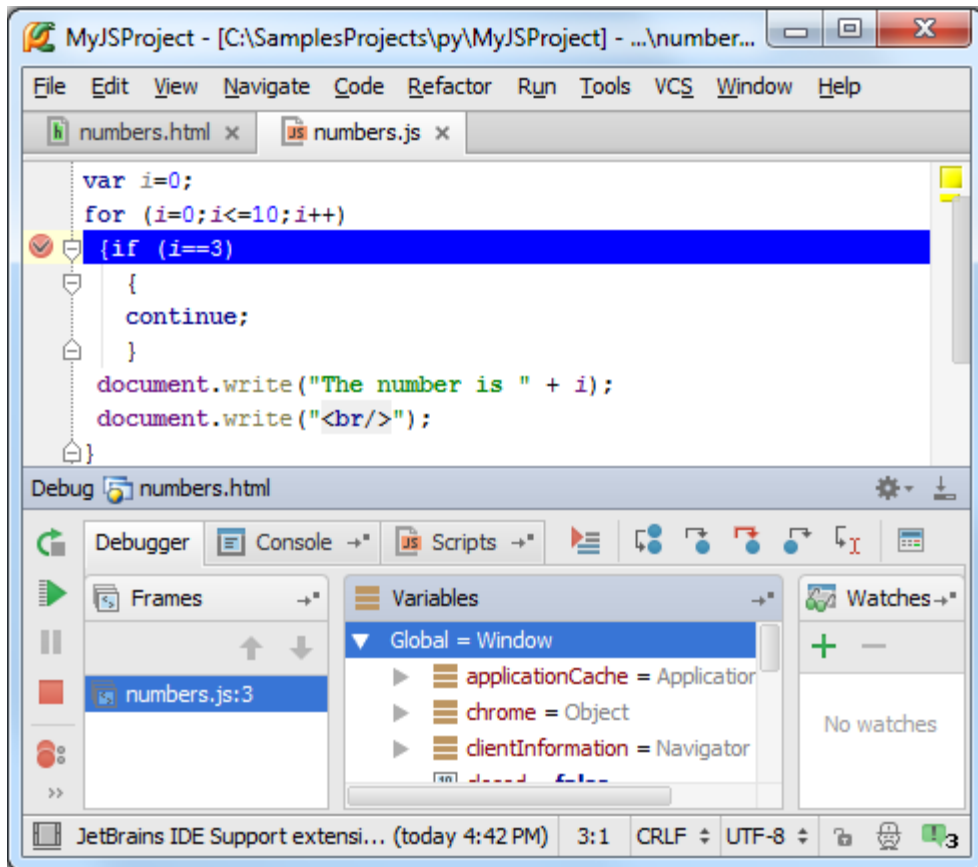 MyJSProject - [C:\SamplesProjects\py\MyJSProject] - ...\number...
File Edit View Navigate Code Refactor Run Tools VCS Window Help
numbers.html numbers.js
var i=0;
for (i=0;i<=10;i++)
{if (i==3)
{
continue;
}
document.write("The number is " + i);
document.write("<br/>");
}
Debug numbers.html
Debugger Console Scripts
Frames Variables Watches
Global = Window
numbers.js:3
applicationCache = Application
chrome = Object
clientInformation = Navigator
closed = false
No watches
JetBrains IDE Support extensi... (today 4:42 PM) 3:1 CRLF UTF-8 3